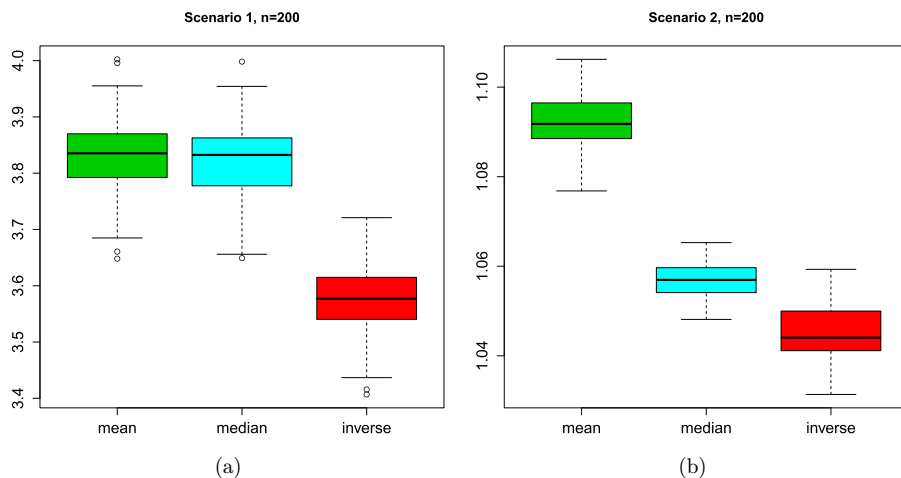 Scenario 1, n=200
4.0
3.9
3.8
3.7
3.6
3.5
3.4
mean median inverse
(a)
Scenario 2, n=200
1.10
1.08
1.06
1.04
mean median inverse
(b)